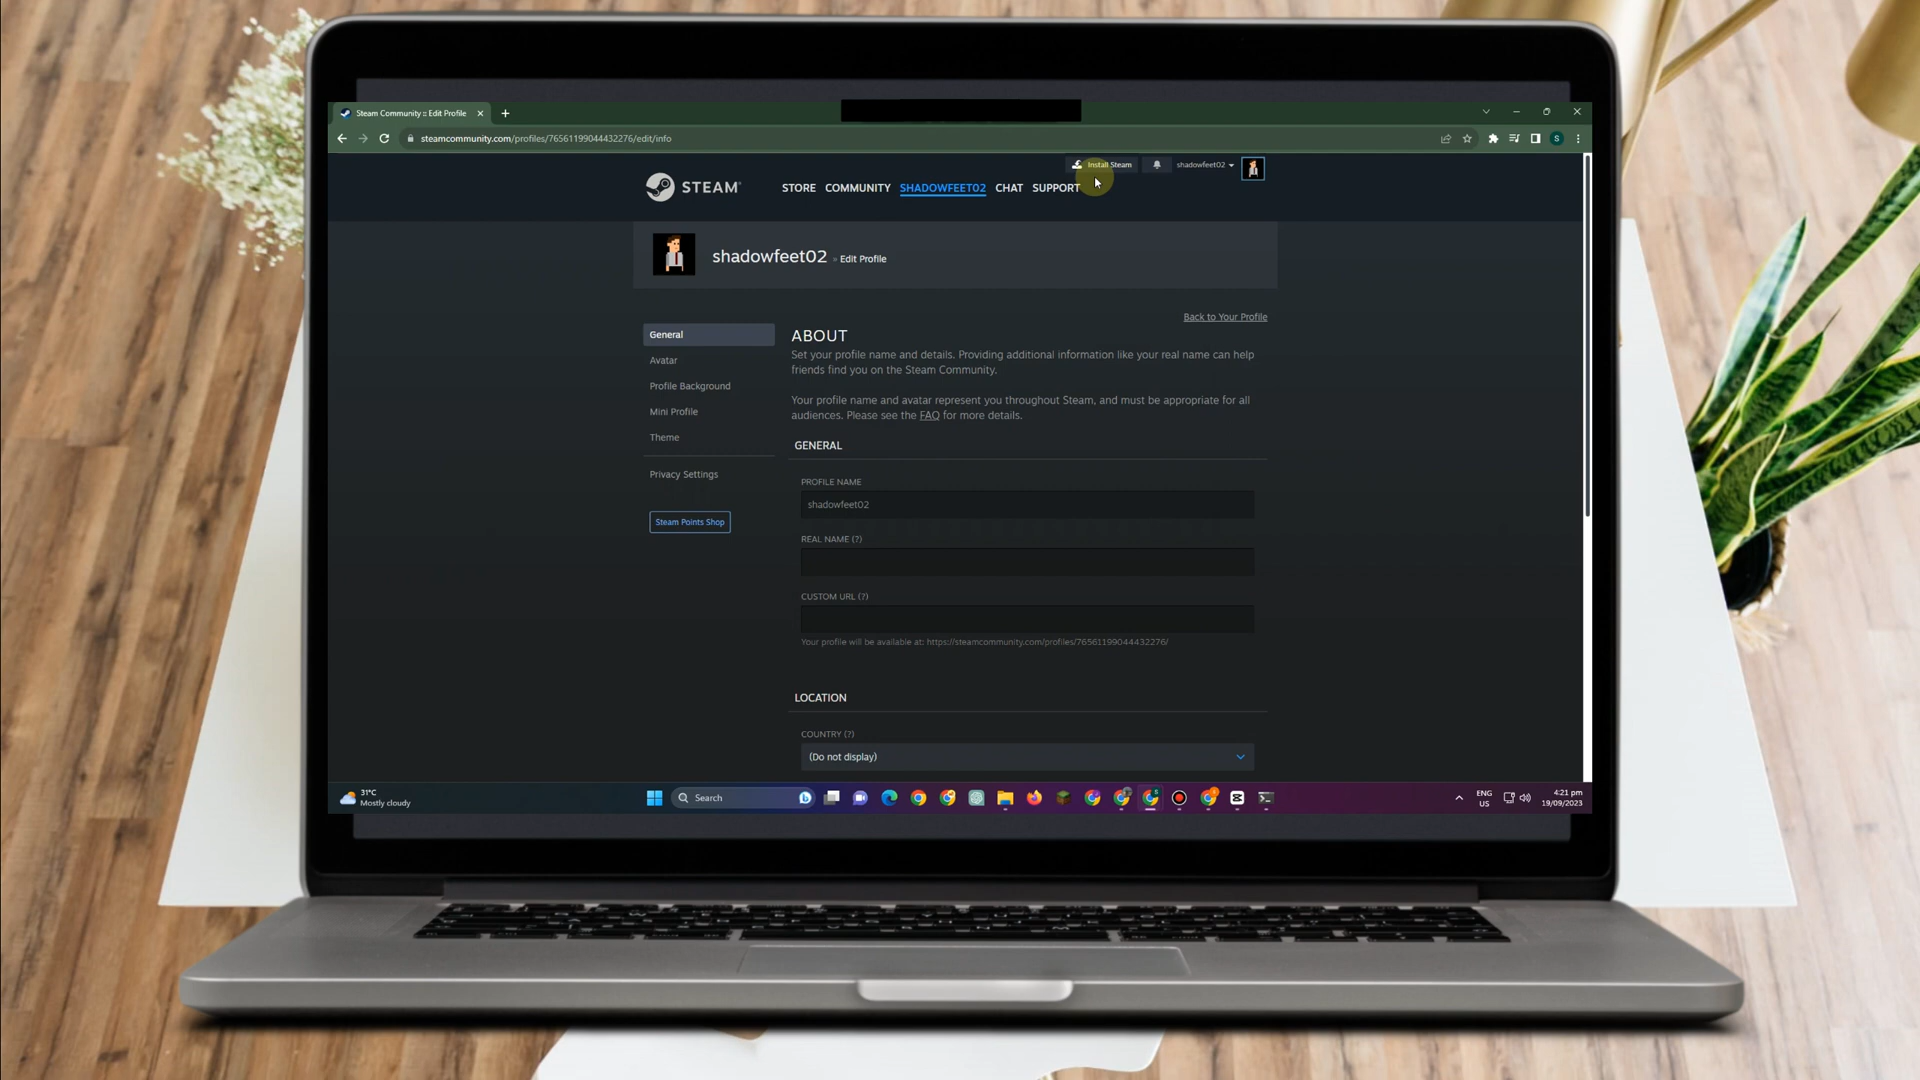 Steam Community :: Edit Profile
steamcommunity.com/profiles/76561199044432276/edit/info
S
Install Steam
shadowfeet02
STEAM
STORE COMMUNITY SHADOWFEET02 CHAT SUPPORT
shadowfeet02 » Edit Profile
Back to Your Profile
General
Avatar
Profile Background
Mini Profile
Theme
Privacy Settings
Steam Points Shop
ABOUT
Set your profile name and details. Providing additional information like your real name can help
friends find you on the Steam Community.
Your profile name and avatar represent you throughout Steam, and must be appropriate for all
audiences. Please see the FAQ for more details.
GENERAL
PROFILE NAME
shadowfeet02
REAL NAME (?)
CUSTOM URL (?)
Your profile will be available at: https://steamcommunity.com/profiles/76561199044432276/
LOCATION
COUNTRY (?)
(Do not display)
31°C
Mostly cloudy
Search
ENG
US
4:21 pm
19/09/2023